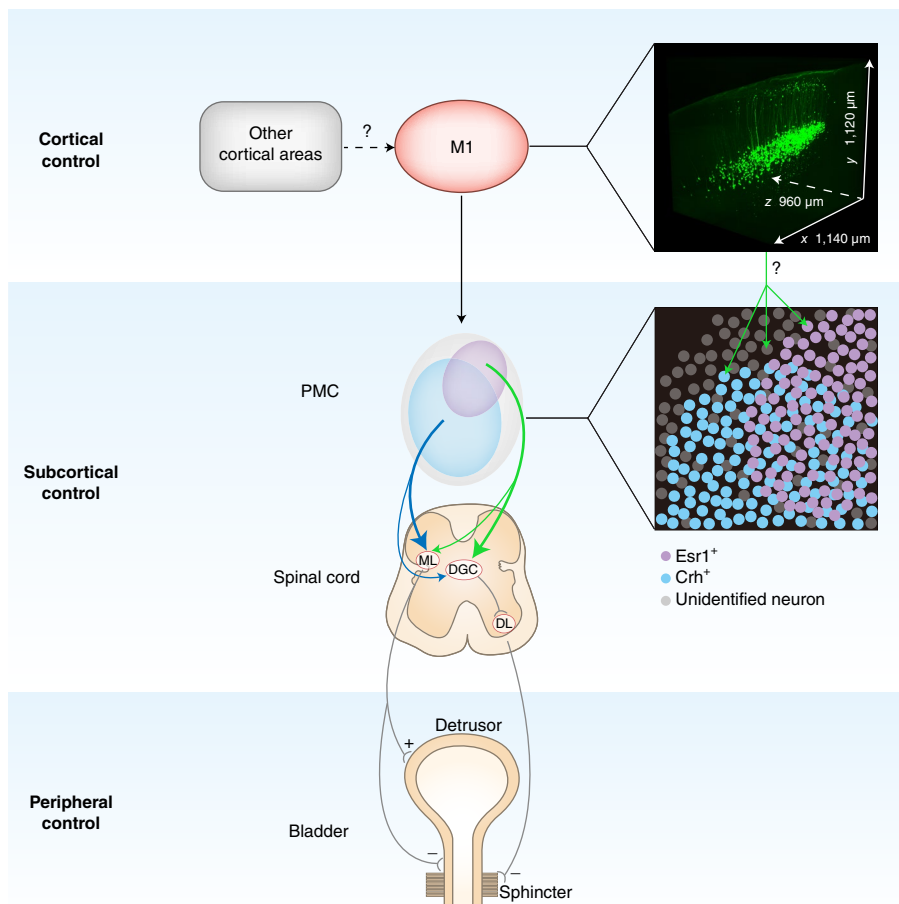 Cortical
control
Other
cortical areas
?
M1
y 1,120 µm
z 960 µm
x 1,140 µm
?
Subcortical
control
PMC
Spinal cord
ML
DGC
DL
Esr1⁺
Crh⁺
Unidentified neuron
Peripheral
control
Detrusor
+
Bladder
–
–
Sphincter